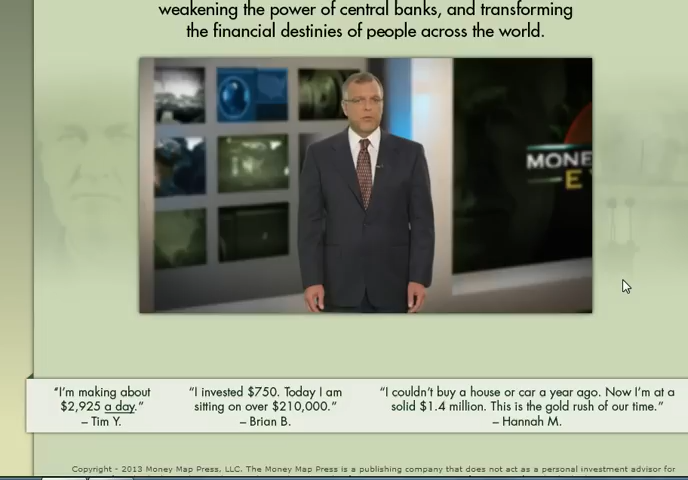 weakening the power of central banks, and transforming
the financial destinies of people across the world.
MONE
E
"I'm making about
$2,925 a day."
– Tim Y.
"I invested $750. Today I am
sitting on over $210,000."
– Brian B.
"I couldn't buy a house or car a year ago. Now I'm at a
solid $1.4 million. This is the gold rush of our time."
– Hannah M.
Copyright - 2013 Money Map Press, LLC. The Money Map Press is a publishing company that does not act as a personal investment advisor for